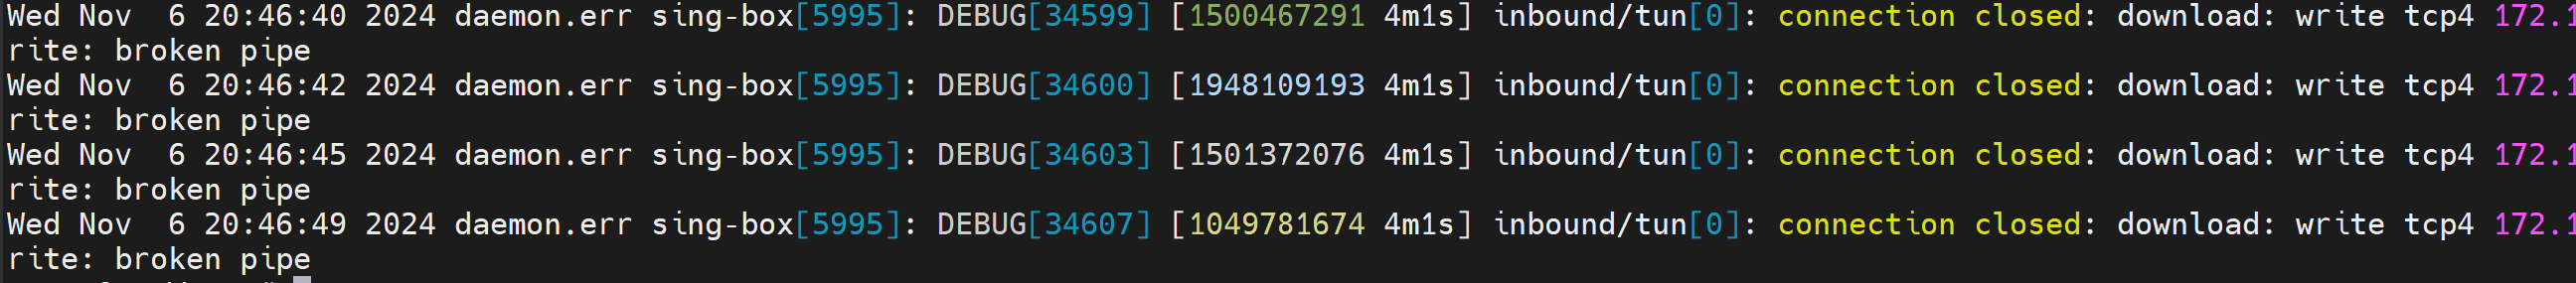 Wed Nov  6 20:46:40 2024 daemon.err sing-box[5995]: DEBUG[34599] [1500467291 4m1s] inbound/tun[0]: connection closed: download: write tcp4 172.1
rite: broken pipe
Wed Nov  6 20:46:42 2024 daemon.err sing-box[5995]: DEBUG[34600] [1948109193 4m1s] inbound/tun[0]: connection closed: download: write tcp4 172.1
rite: broken pipe
Wed Nov  6 20:46:45 2024 daemon.err sing-box[5995]: DEBUG[34603] [1501372076 4m1s] inbound/tun[0]: connection closed: download: write tcp4 172.1
rite: broken pipe
Wed Nov  6 20:46:49 2024 daemon.err sing-box[5995]: DEBUG[34607] [1049781674 4m1s] inbound/tun[0]: connection closed: download: write tcp4 172.1
rite: broken pipe